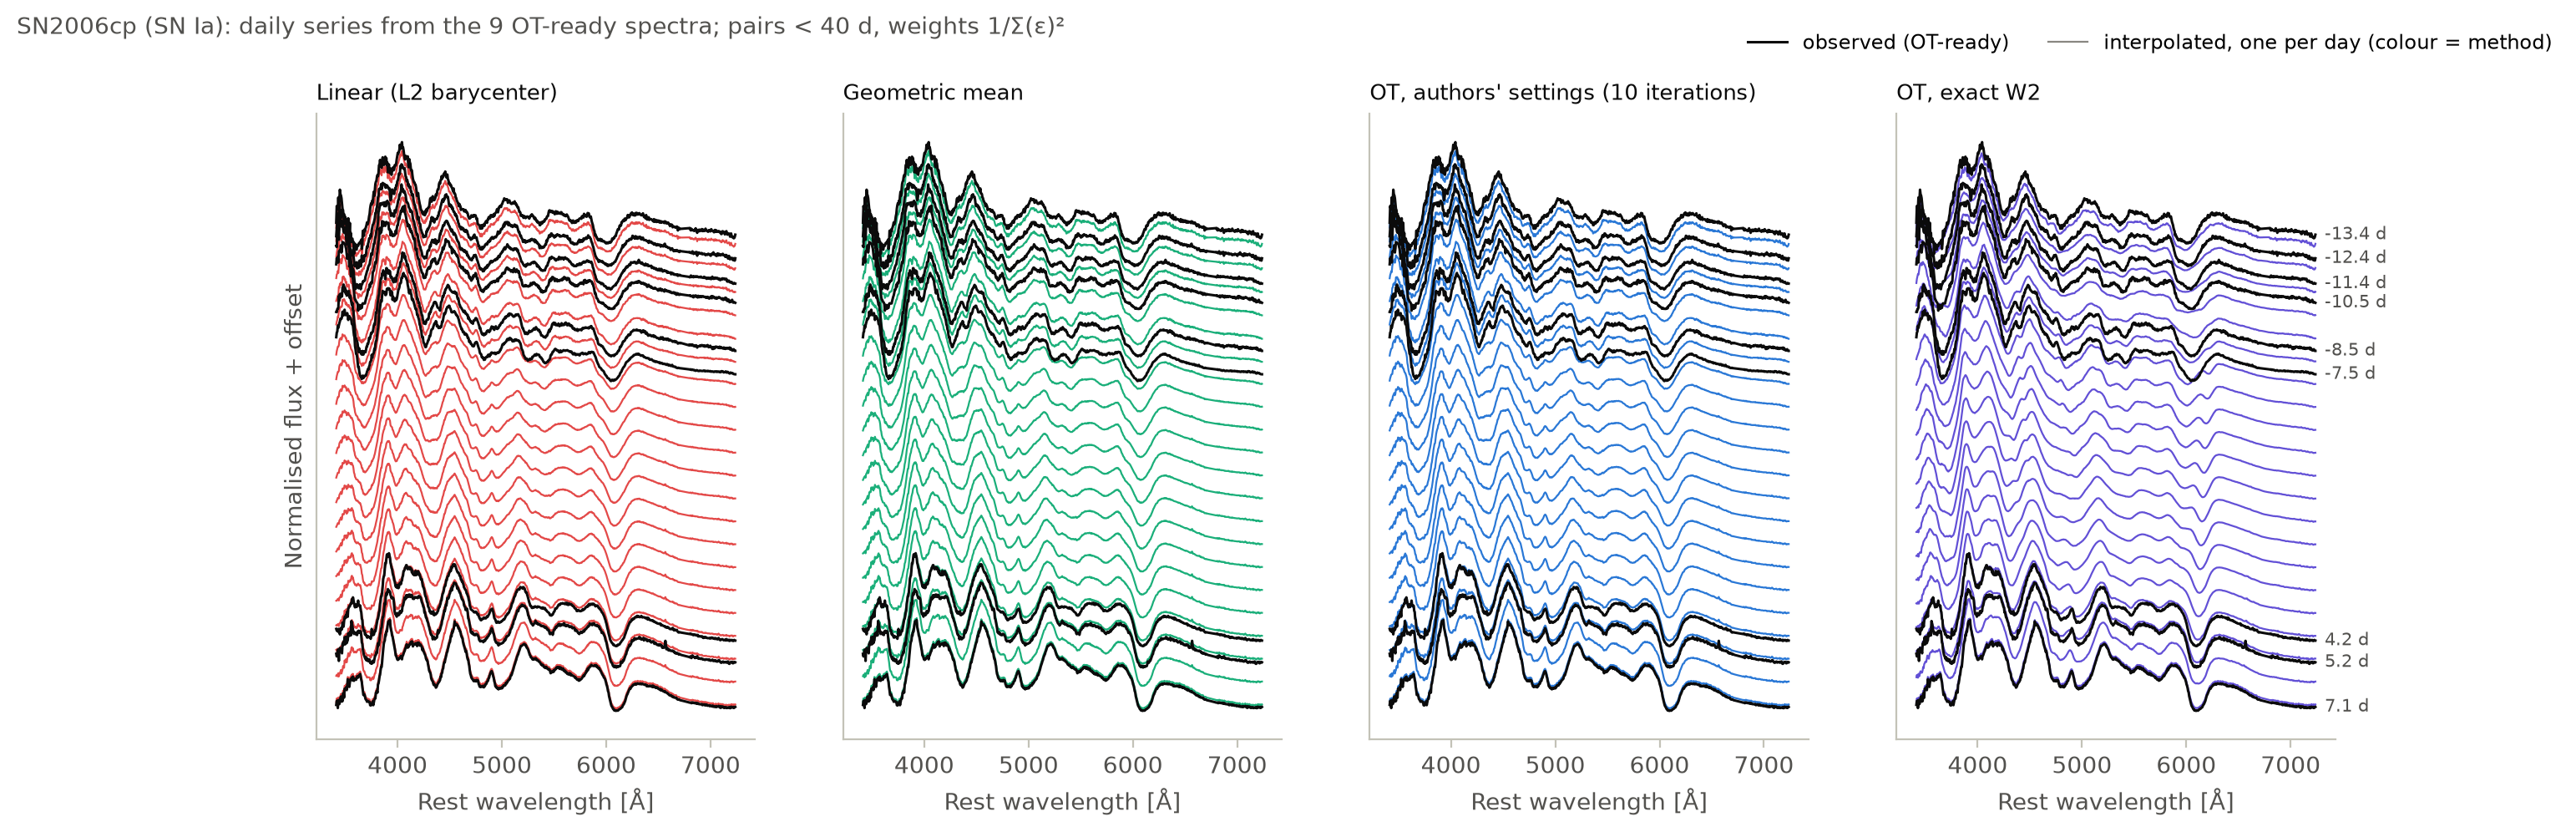 SN2006cp (SN Ia): daily series from the 9 OT-ready spectra; pairs < 40 d, weights 1/Σ(ε)²
observed (OT-ready)
interpolated, one per day (colour = method)
Linear (L2 barycenter)
Geometric mean
OT, authors' settings (10 iterations)
OT, exact W2
Normalised flux + offset
-13.4 d
-12.4 d
-11.4 d
-10.5 d
-8.5 d
-7.5 d
4.2 d
5.2 d
7.1 d
4000 5000 6000 7000
4000 5000 6000 7000
4000 5000 6000 7000
4000 5000 6000 7000
Rest wavelength [Å]
Rest wavelength [Å]
Rest wavelength [Å]
Rest wavelength [Å]